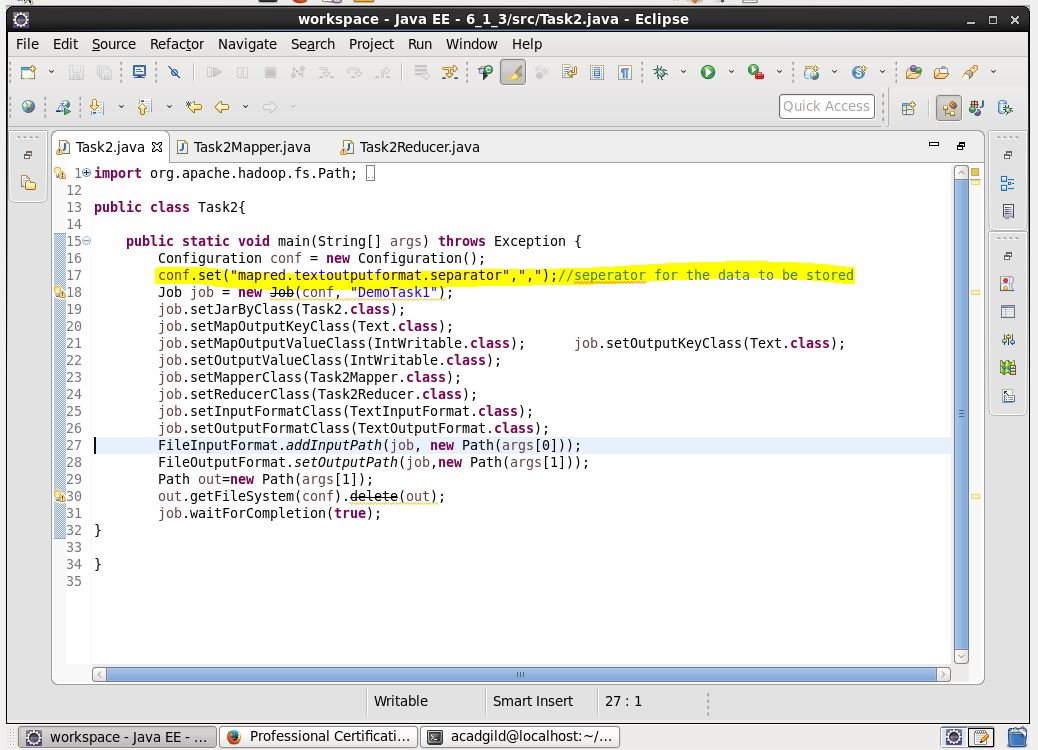 workspace - Java EE - 6_1_3/src/Task2.java - Eclipse
File Edit Source Refactor Navigate Search Project Run Window Help
Quick Access
Task2.java Task2Mapper.java Task2Reducer.java
1 import org.apache.hadoop.fs.Path;
12
13 public class Task2{
14
15 public static void main(String[] args) throws Exception {
16 Configuration conf = new Configuration();
17 conf.set("mapred.textoutputformat.separator",",");//seperator for the data to be stored
18 Job job = new Job(conf, "DemoTask1");
19 job.setJarByClass(Task2.class);
20 job.setMapOutputKeyClass(Text.class);
21 job.setMapOutputValueClass(IntWritable.class); job.setOutputKeyClass(Text.class);
22 job.setOutputValueClass(IntWritable.class);
23 job.setMapperClass(Task2Mapper.class);
24 job.setReducerClass(Task2Reducer.class);
25 job.setInputFormatClass(TextInputFormat.class);
26 job.setOutputFormatClass(TextOutputFormat.class);
27 FileInputFormat.addInputPath(job, new Path(args[0]));
28 FileOutputFormat.setOutputPath(job,new Path(args[1]));
29 Path out=new Path(args[1]);
30 out.getFileSystem(conf).delete(out);
31 job.waitForCompletion(true);
32 }
33
34 }
35
Writable Smart Insert 27 : 1
workspace - Java EE - ... Professional Certificati... acadgild@localhost:~/...